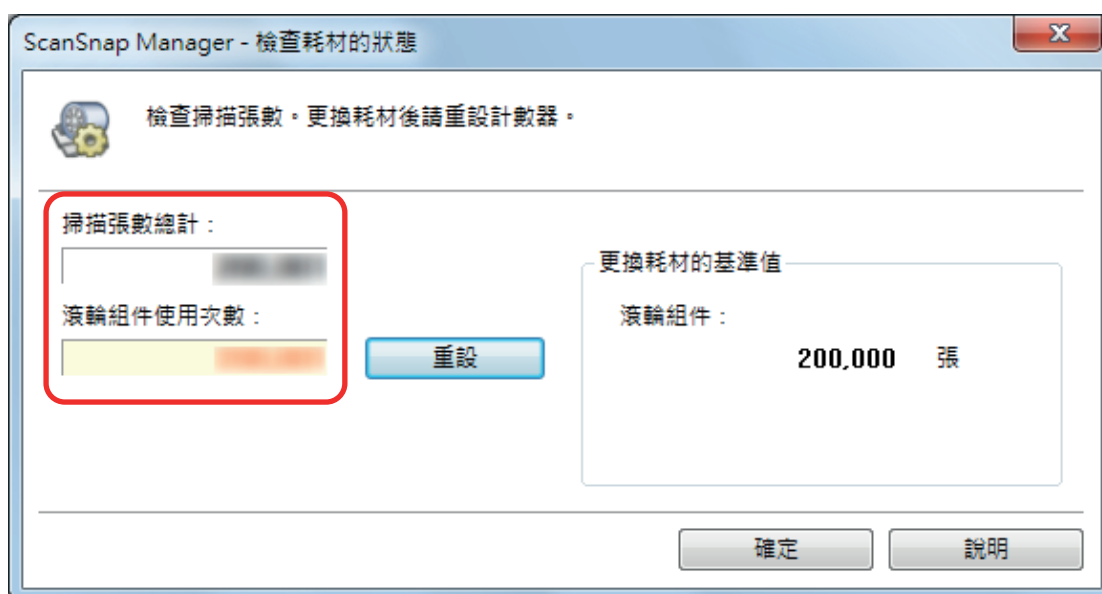 ScanSnap Manager - 檢查耗材的狀態
檢查掃描張數。更換耗材後請重設計數器。
掃描張數總計：
滾輪組件使用次數：
重設
更換耗材的基準值
滾輪組件：
200,000 張
確定
說明